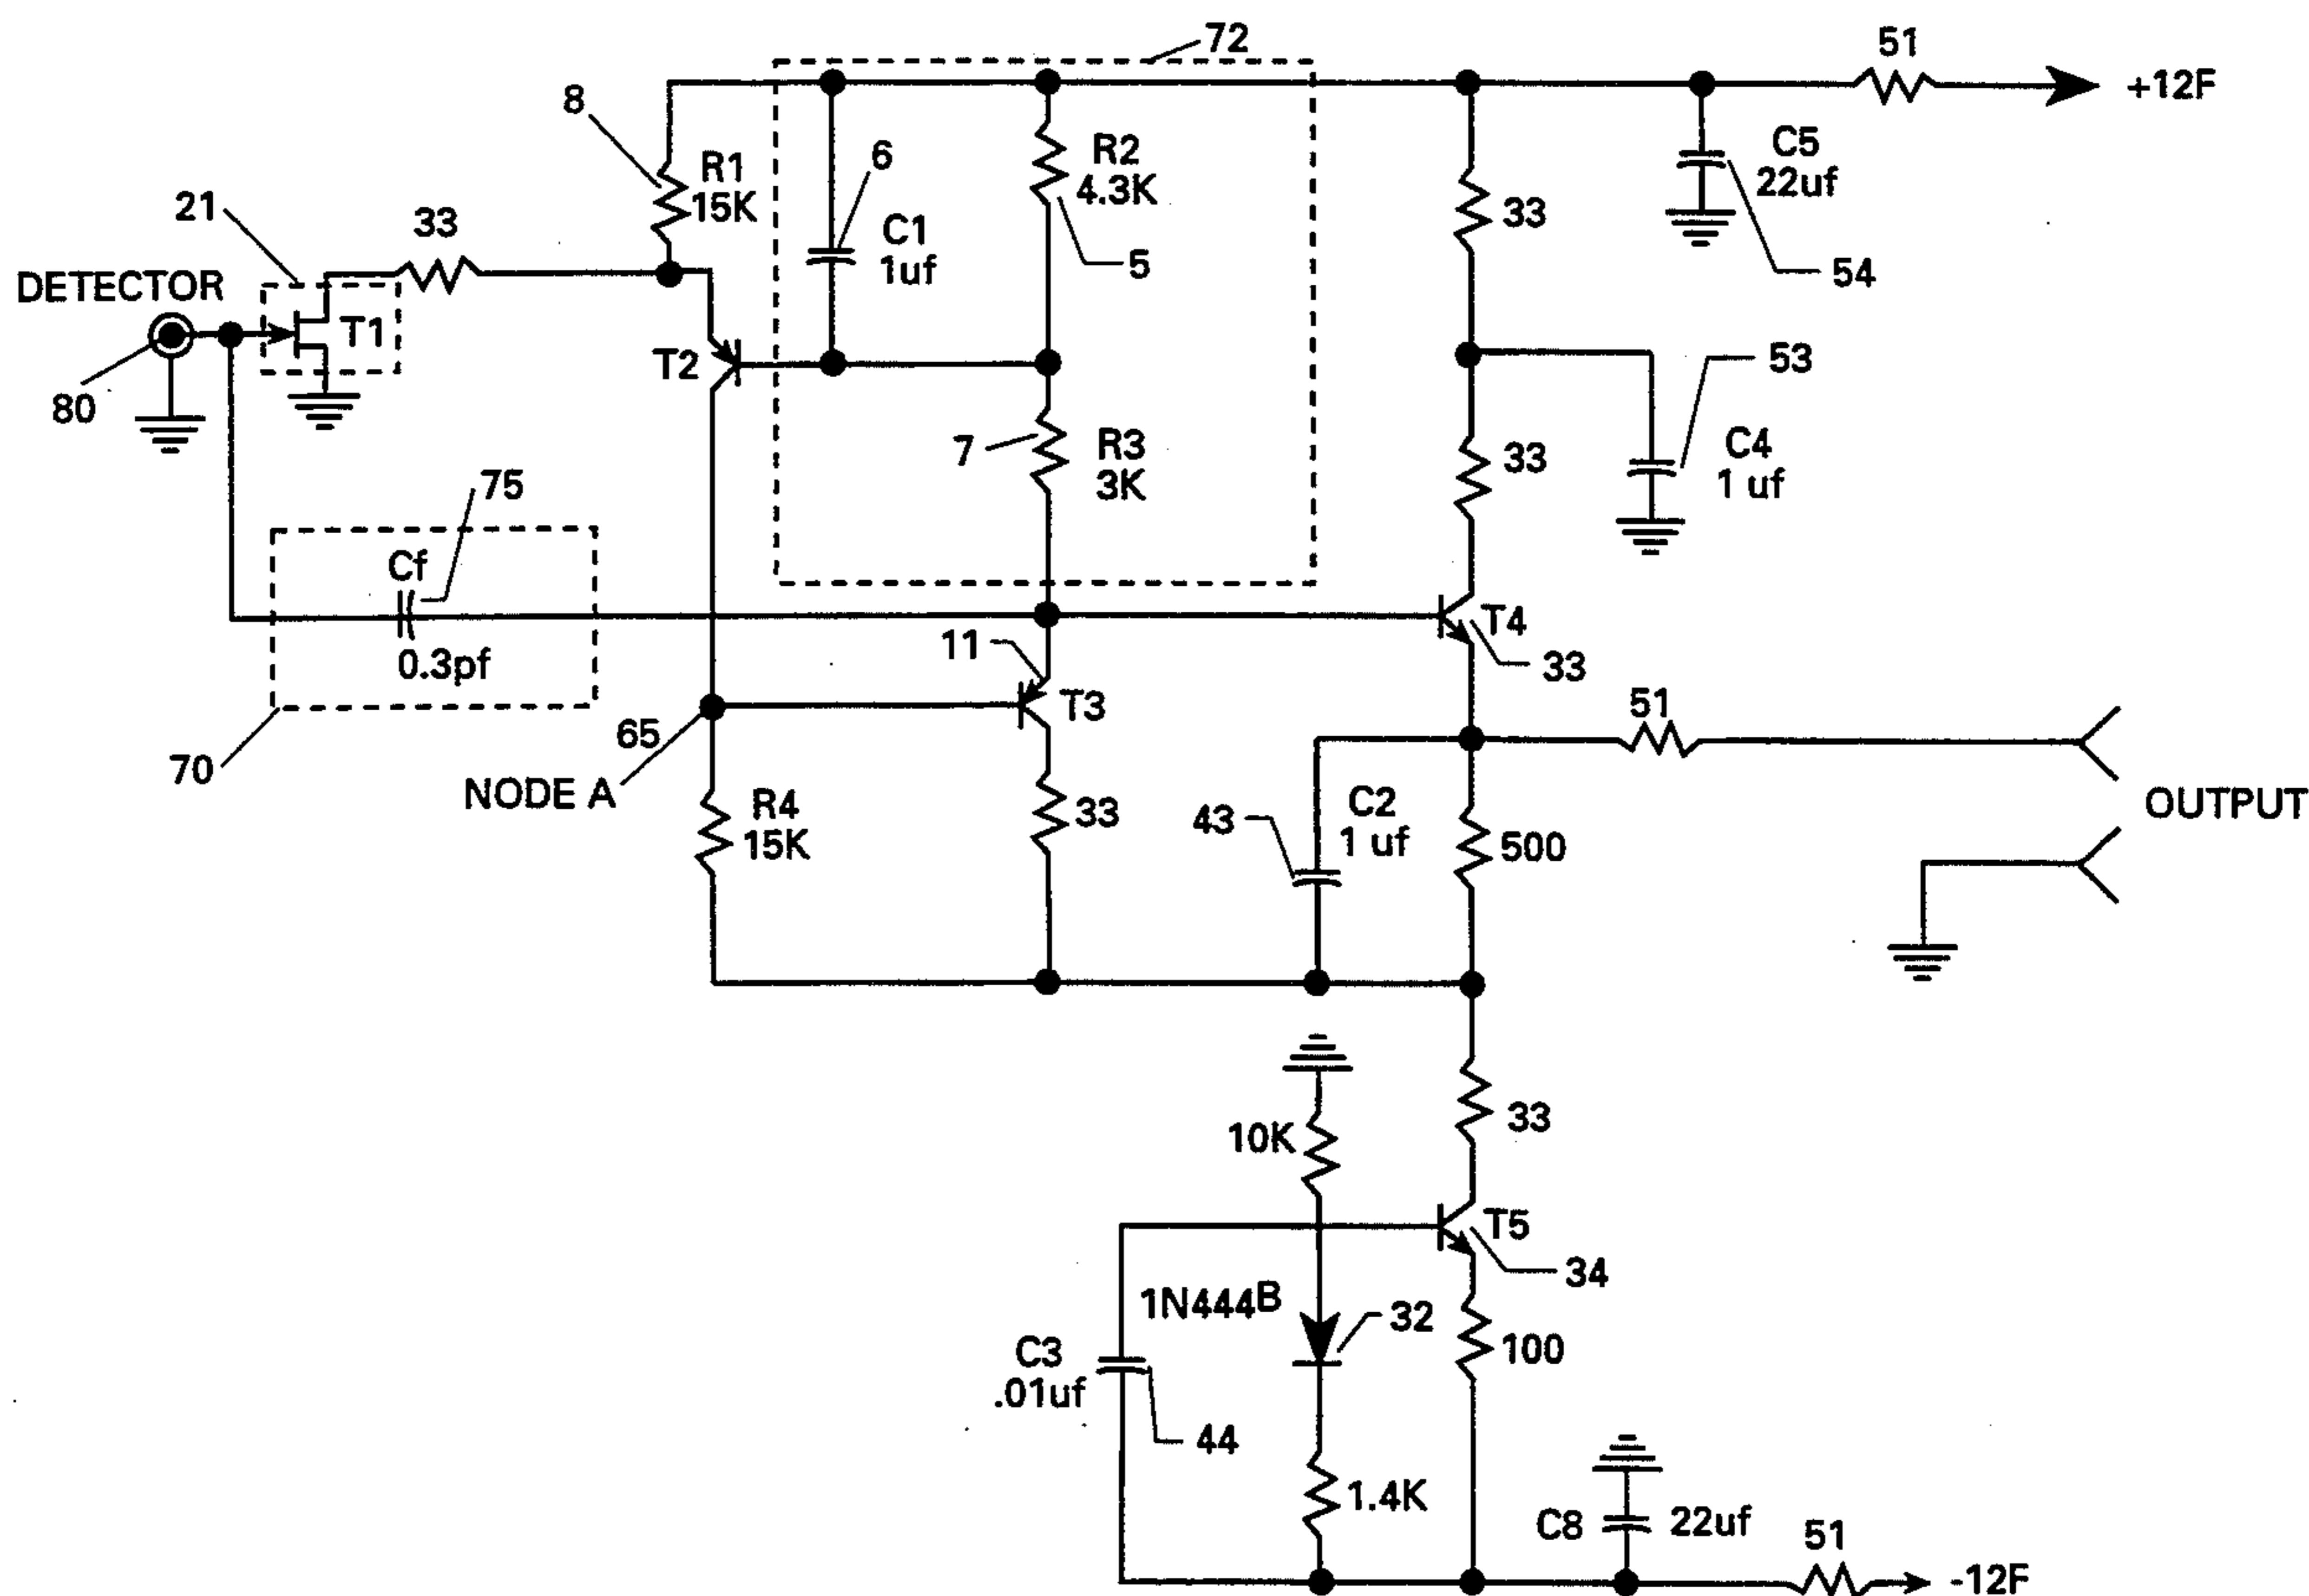 72
51
+12F
8
R1
15K
6
C1
1uf
R2
4.3K
5
33
C5
22uf
54
21
33
DETECTOR
T1
80
T2
7
R3
3K
33
53
C4
1 uf
75
Cf
0.3pf
70
11
T3
T4
33
65
NODE A
51
OUTPUT
R4
15K
33
43
C2
1 uf
500
33
10K
T5
34
1N444B
32
100
C3
.01uf
44
1.4K
C8
22uf
51
-12F